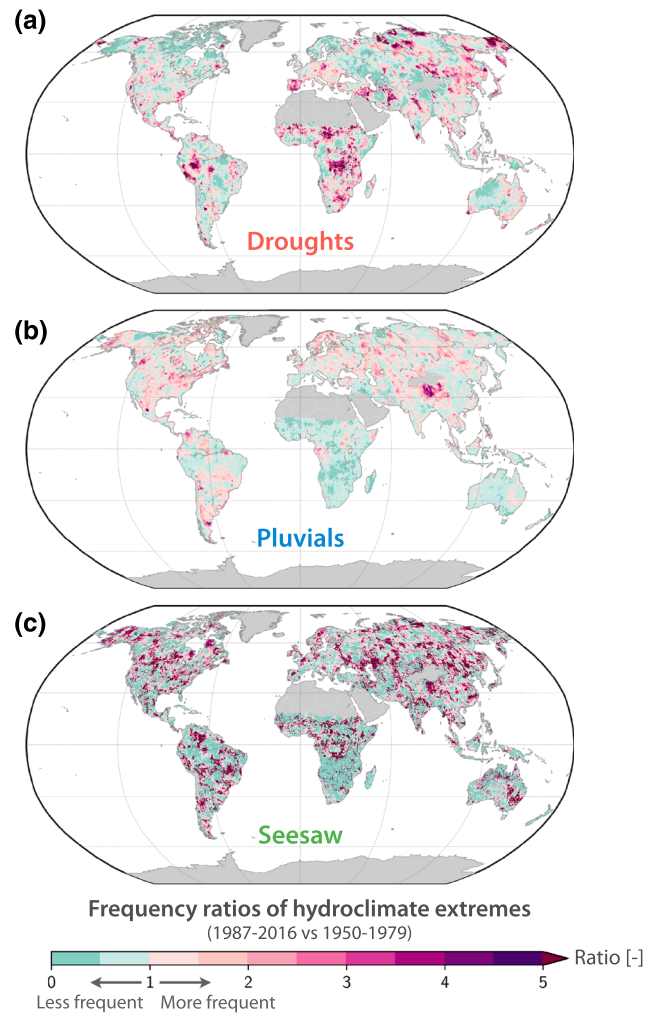 (a)
Droughts
(b)
Pluvials
(c)
Seesaw
Frequency ratios of hydroclimate extremes
(1987-2016 vs 1950-1979)
Ratio [-]
0 1 2 3 4 5
Less frequent More frequent